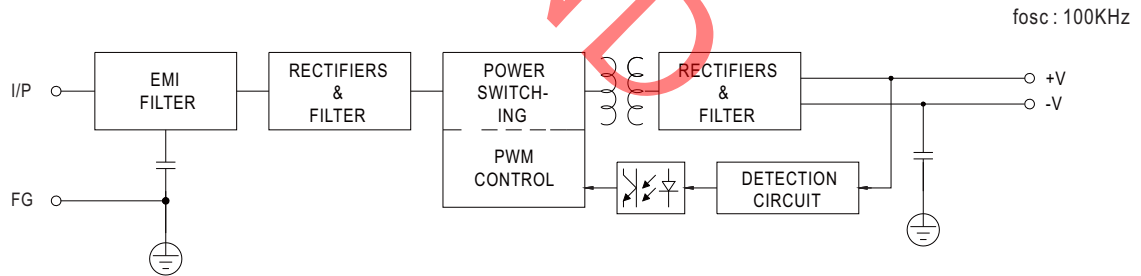 fosc : 100KHz
I/P
EMI
FILTER
RECTIFIERS
&
FILTER
POWER
SWITCH-
ING
PWM
CONTROL
RECTIFIERS
&
FILTER
+V
-V
DETECTION
CIRCUIT
FG